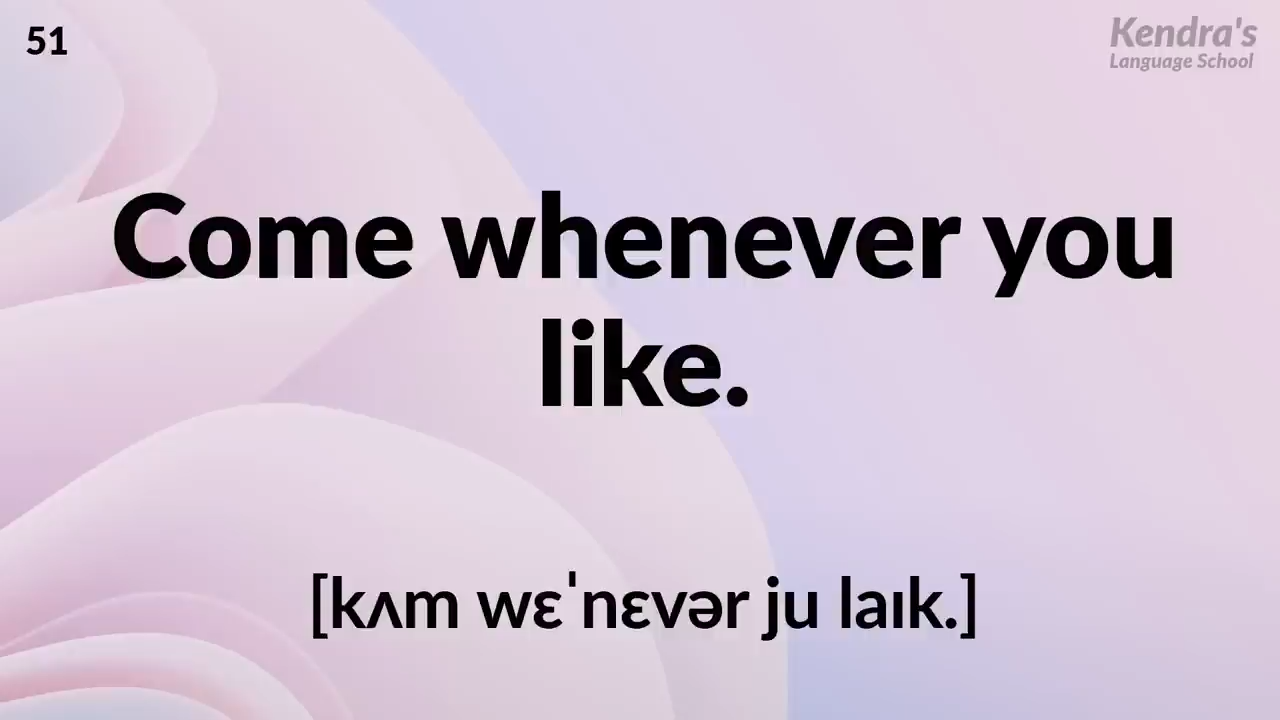 51
Kendra's
Language School
Come whenever you
like.
[kʌm wɛˈnɛvər ju laɪk.]